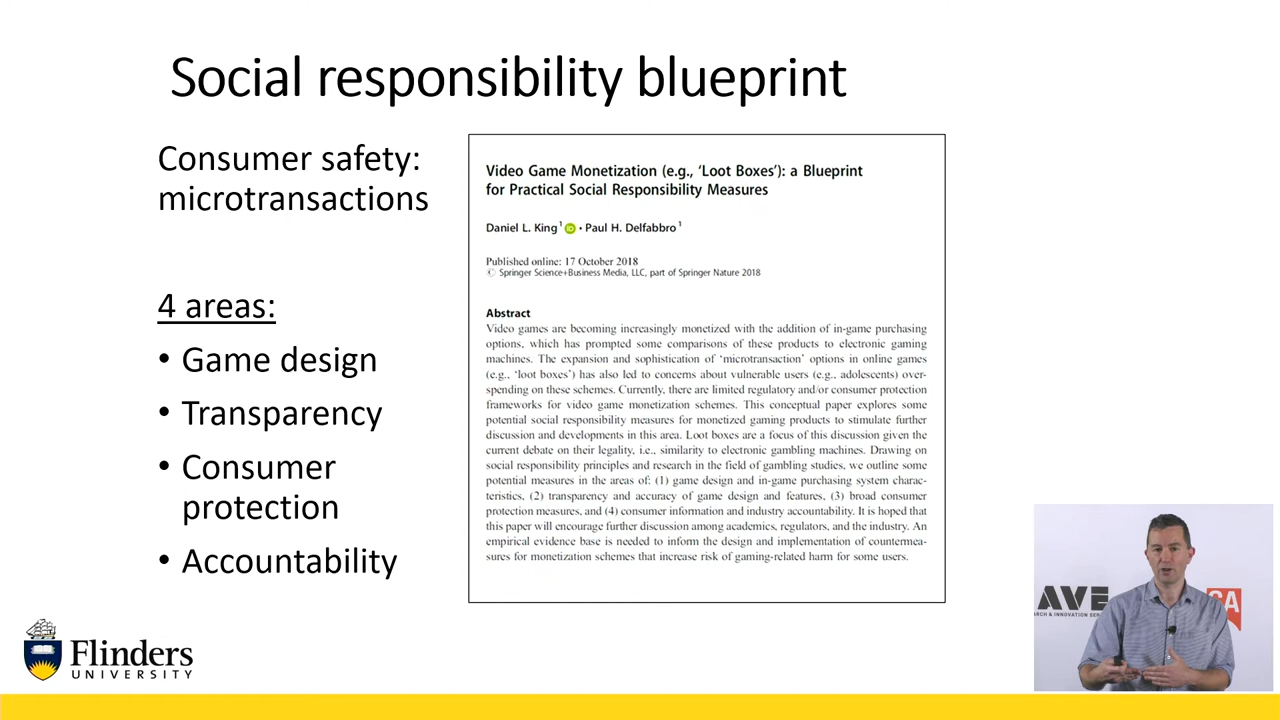 Social responsibility blueprint
Consumer safety:
microtransactions
4 areas:
• Game design
• Transparency
• Consumer
protection
• Accountability
Video Game Monetization (e.g., ‘Loot Boxes’): a Blueprint
for Practical Social Responsibility Measures
Daniel L. King 1 iD • Paul H. Delfabbro 1
Published online: 17 October 2018
© Springer Science+Business Media, LLC, part of Springer Nature 2018
Abstract
Video games are becoming increasingly monetized with the addition of in-game purchasing
options, which has prompted some comparisons of these products to electronic gaming
machines. The expansion and sophistication of ‘microtransaction’ options in online games
(e.g., ‘loot boxes’) has also led to concerns about vulnerable users (e.g., adolescents) over-
spending on these schemes. Currently, there are limited regulatory and/or consumer protection
frameworks for video game monetization schemes. This conceptual paper explores some
potential social responsibility measures for monetized gaming products to stimulate further
discussion and developments in this area. Loot boxes are a focus of this discussion given the
current debate on their legality, i.e., similarity to electronic gambling machines. Drawing on
social responsibility principles and research in the field of gambling studies, we outline some
potential measures in the areas of: (1) game design and in-game purchasing system charac-
teristics, (2) transparency and accuracy of game design and features, (3) broad consumer
protection measures, and (4) consumer information and industry accountability. It is hoped that
this paper will encourage further discussion among academics, regulators, and the industry. An
empirical evidence base is needed to inform the design and implementation of countermea-
sures for monetization schemes that increase risk of gaming-related harm for some users.
Flinders
UNIVERSITY
AVE
ARCH & INNOVATION SER
SA